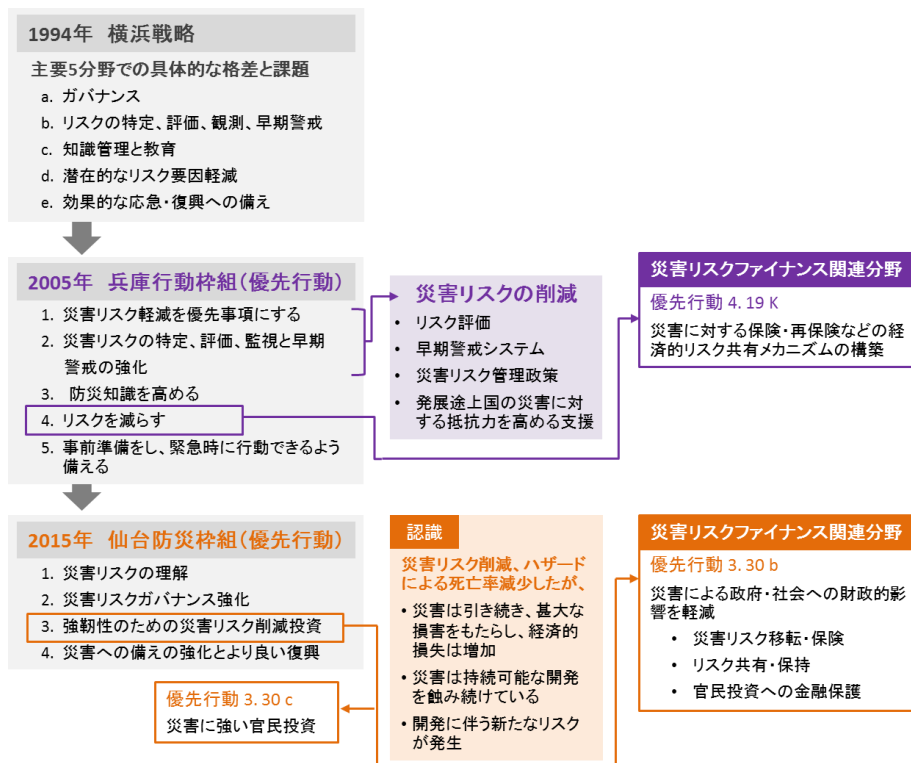 1994年 横浜戦略
主要5分野での具体的な格差と課題
a. ガバナンス
b. リスクの特定、評価、観測、早期警戒
c. 知識管理と教育
d. 潜在的なリスク要因軽減
e. 効果的な応急・復興への備え
2005年 兵庫行動枠組(優先行動)
1. 災害リスク軽減を優先事項にする
2. 災害リスクの特定、評価、監視と早期
警戒の強化
3. 防災知識を高める
4. リスクを減らす
5. 事前準備をし、緊急時に行動できるよう
備える
災害リスクの削減
• リスク評価
• 早期警戒システム
• 災害リスク管理政策
• 発展途上国の災害に対
する抵抗力を高める支援
災害リスクファイナンス関連分野
優先行動 4. 19 K
災害に対する保険・再保険などの経
済的リスク共有メカニズムの構築
2015年 仙台防災枠組(優先行動)
1. 災害リスクの理解
2. 災害リスクガバナンス強化
3. 強靭性のための災害リスク削減投資
4. 災害への備えの強化とより良い復興
優先行動 3. 30 c
災害に強い官民投資
認識
災害リスク削減、ハザード
による死亡率減少したが、
・災害は引き続き、甚大な
損害をもたらし、経済的
損失は増加
・災害は持続可能な開発
を蝕み続けている
・開発に伴う新たなリスク
が発生
災害リスクファイナンス関連分野
優先行動 3. 30 b
災害による政府・社会への財政的影
響を軽減
• 災害リスク移転・保険
• リスク共有・保持
• 官民投資への金融保護